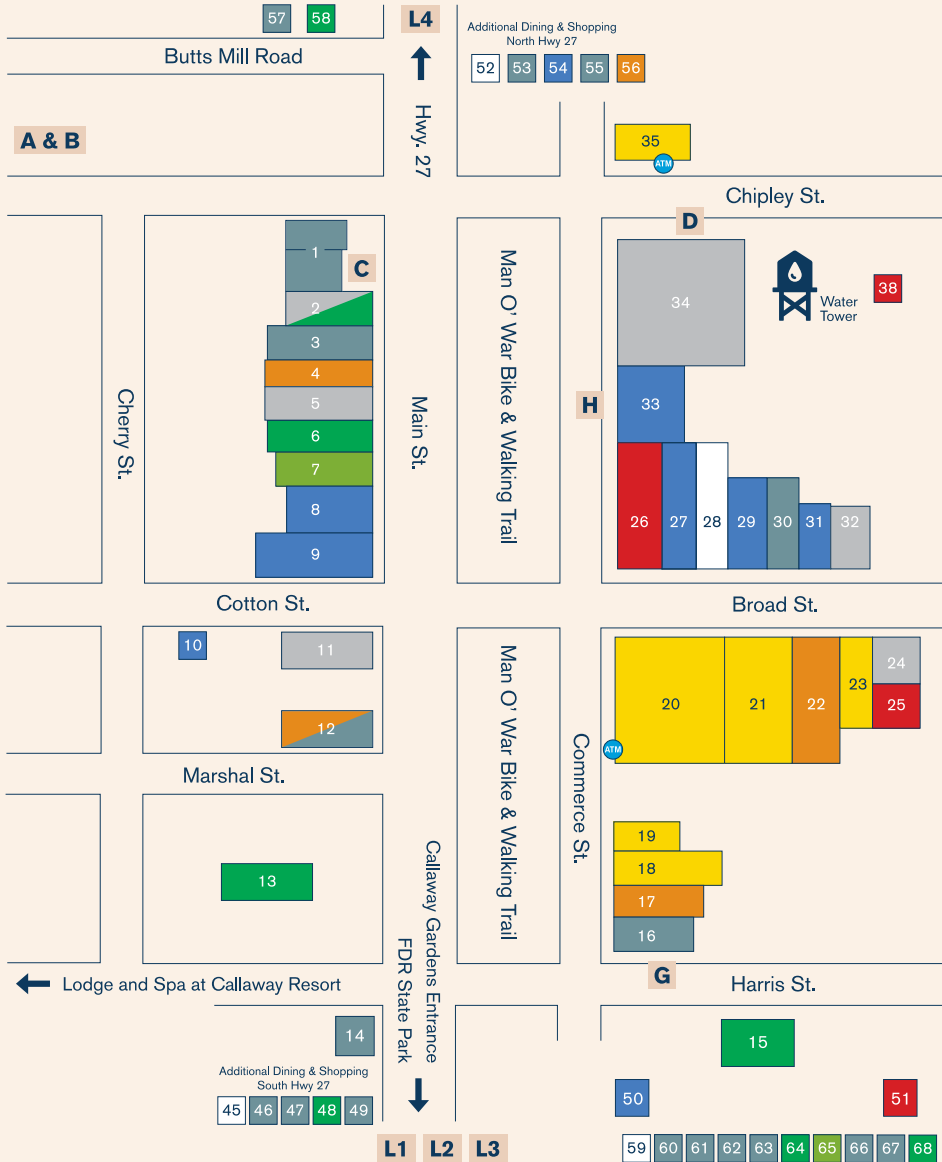 57 58
L4
Additional Dining & Shopping
North Hwy 27
52 53 54 55 56
Butts Mill Road
A & B
Hwy. 27
35
ATM
Chipley St.
D
1
C
2
3
4
5
6
7
8
9
Cherry St.
Main St.
Man O' War Bike & Walking Trail
34
Water
Tower
38
H
33
26 27 28 29 30 31 32
Cotton St.
Broad St.
10
11
12
Marshal St.
13
Man O' War Bike & Walking Trail
Commerce St.
20 21 22 23 24
25
ATM
19
18
17
16
G
Callaway Gardens Entrance
FDR State Park
Lodge and Spa at Callaway Resort
Harris St.
14
15
Additional Dining & Shopping
South Hwy 27
45 46 47 48 49
50
51
L1 L2 L3
59 60 61 62 63 64 65 66 67 68